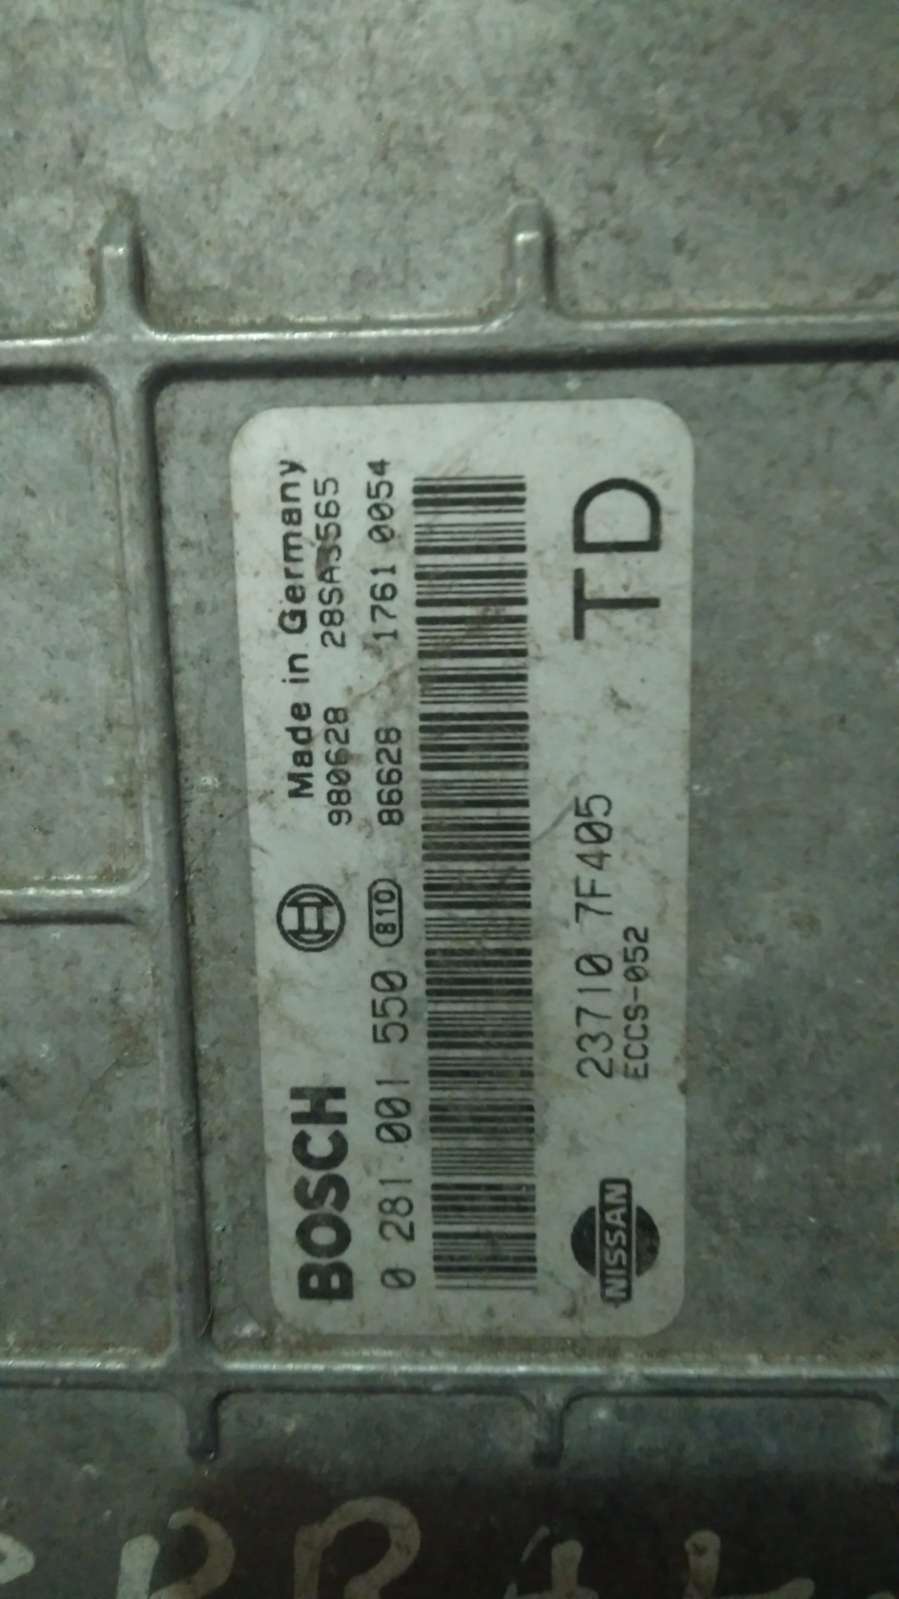 BOSCH Made in Germany
980628 28SA3565
0 281 001 550 810 86628 1761 0054
23710 7F405 TD
ECCS-052
NISSAN